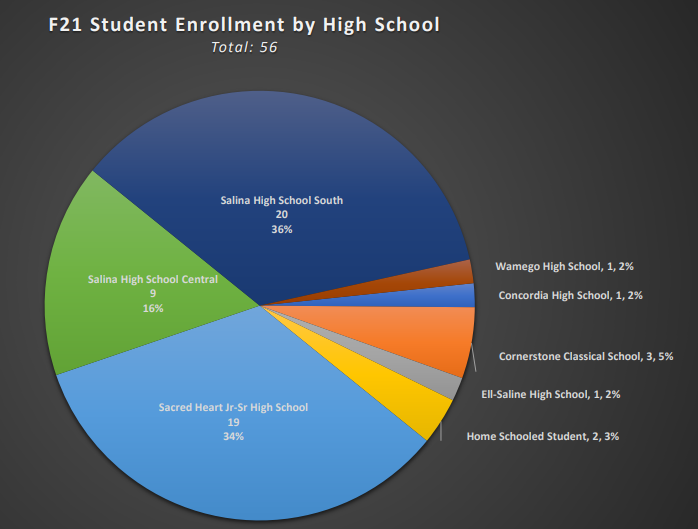 F21 Student Enrollment by High School
Total: 56
Salina High School South
20
36%
Wamego High School, 1, 2%
Salina High School Central
9
16%
Concordia High School, 1, 2%
Cornerstone Classical School, 3, 5%
Ell-Saline High School, 1, 2%
Sacred Heart Jr-Sr High School
19
34%
Home Schooled Student, 2, 3%